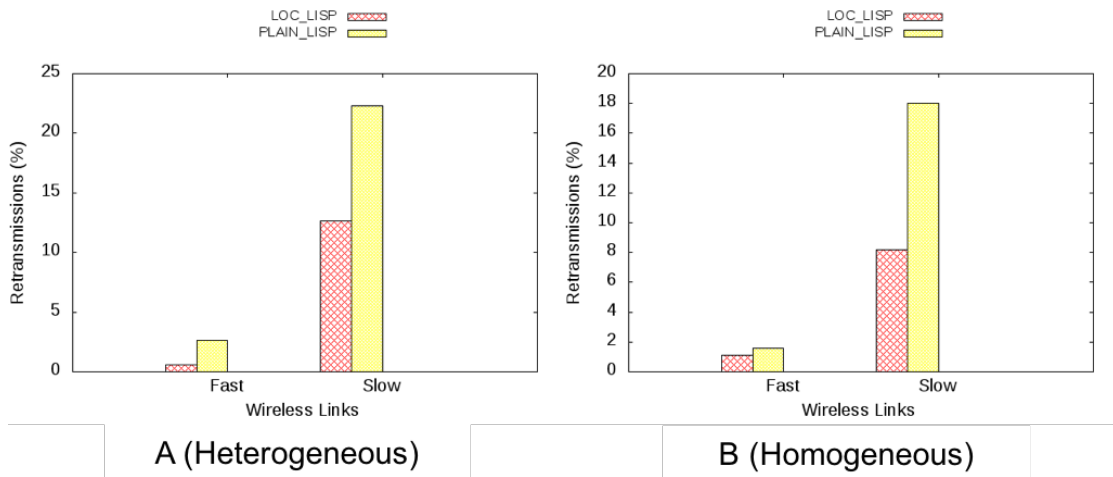 LOC_LISP
PLAIN_LISP
25
20
15
10
5
0
Retransmissions (%)
Fast
Slow
Wireless Links
A (Heterogeneous)
LOC_LISP
PLAIN_LISP
20
18
16
14
12
10
8
6
4
2
0
Retransmissions (%)
Fast
Slow
Wireless Links
B (Homogeneous)